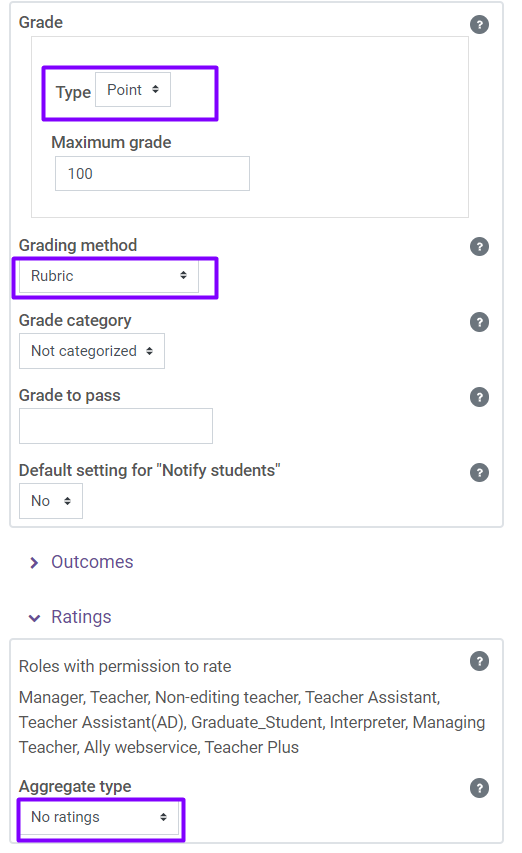 Grade
?
Type Point
Maximum grade
100
Grading method
?
Rubric
Grade category
?
Not categorized
Grade to pass
?
Default setting for "Notify students"
?
No
Outcomes
Ratings
Roles with permission to rate
?
Manager, Teacher, Non-editing teacher, Teacher Assistant,
Teacher Assistant(AD), Graduate_Student, Interpreter, Managing
Teacher, Ally webservice, Teacher Plus
Aggregate type
?
No ratings